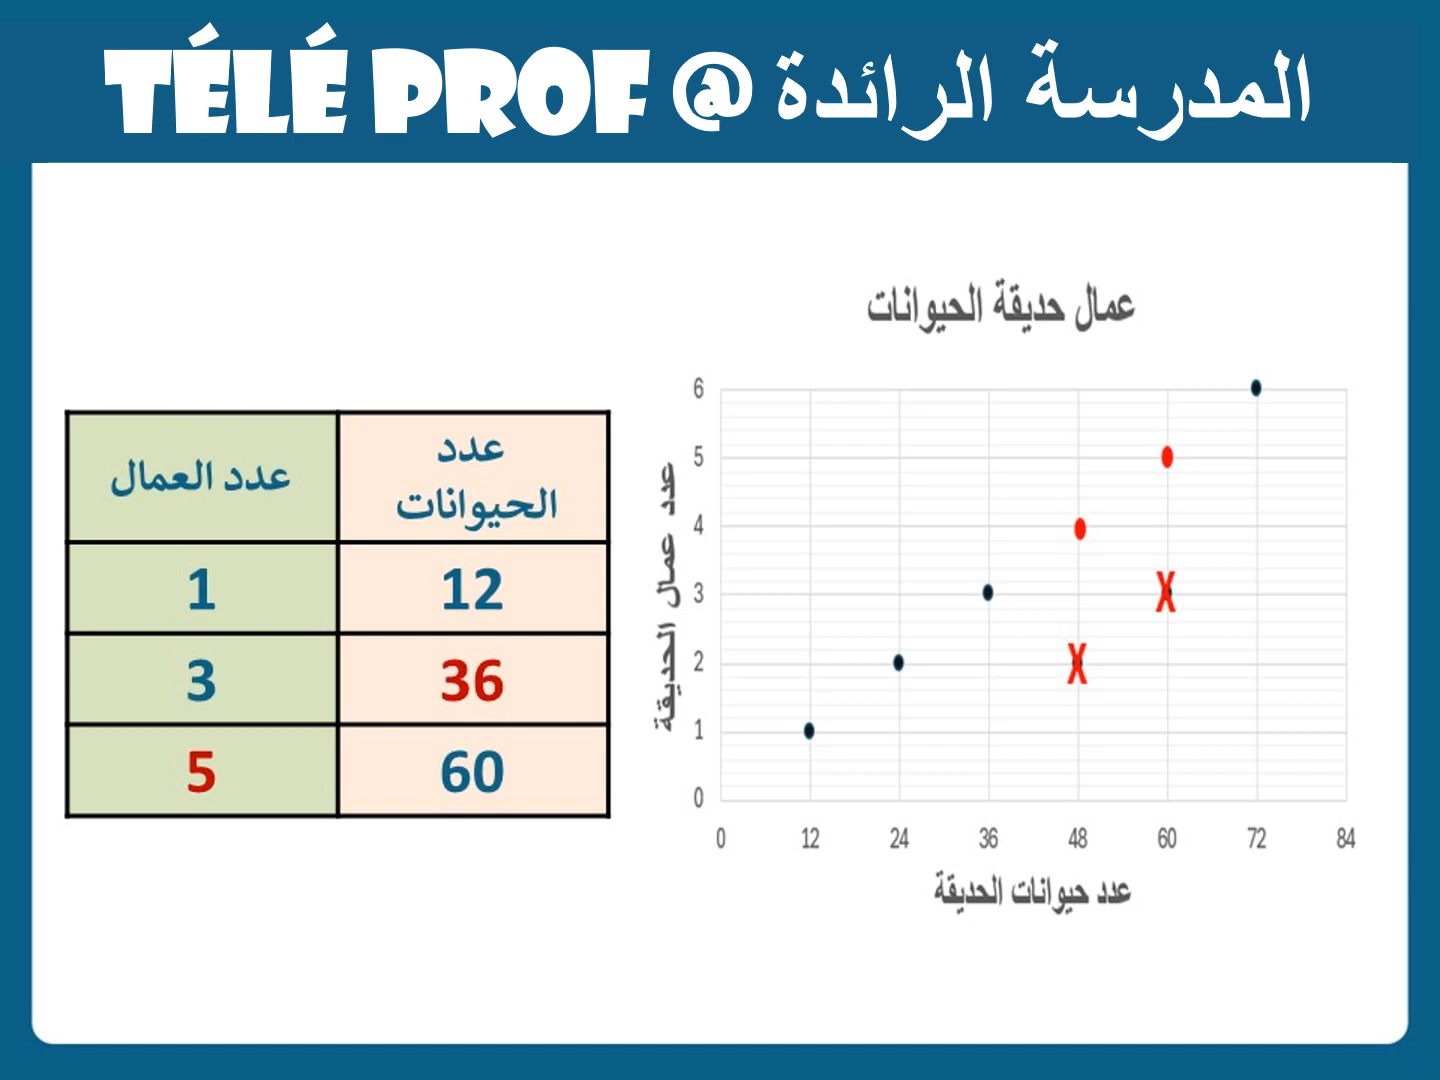 TÉLÉ PROF @ المدرسة الرائدة
عدد العمال
عدد
الحيوانات
1
12
3
36
5
60
عمال حديقة الحيوانات
عدد عمال الحديقة
6
5
4
3
2
1
0
X
X
0 12 24 36 48 60 72 84
عدد حيوانات الحديقة